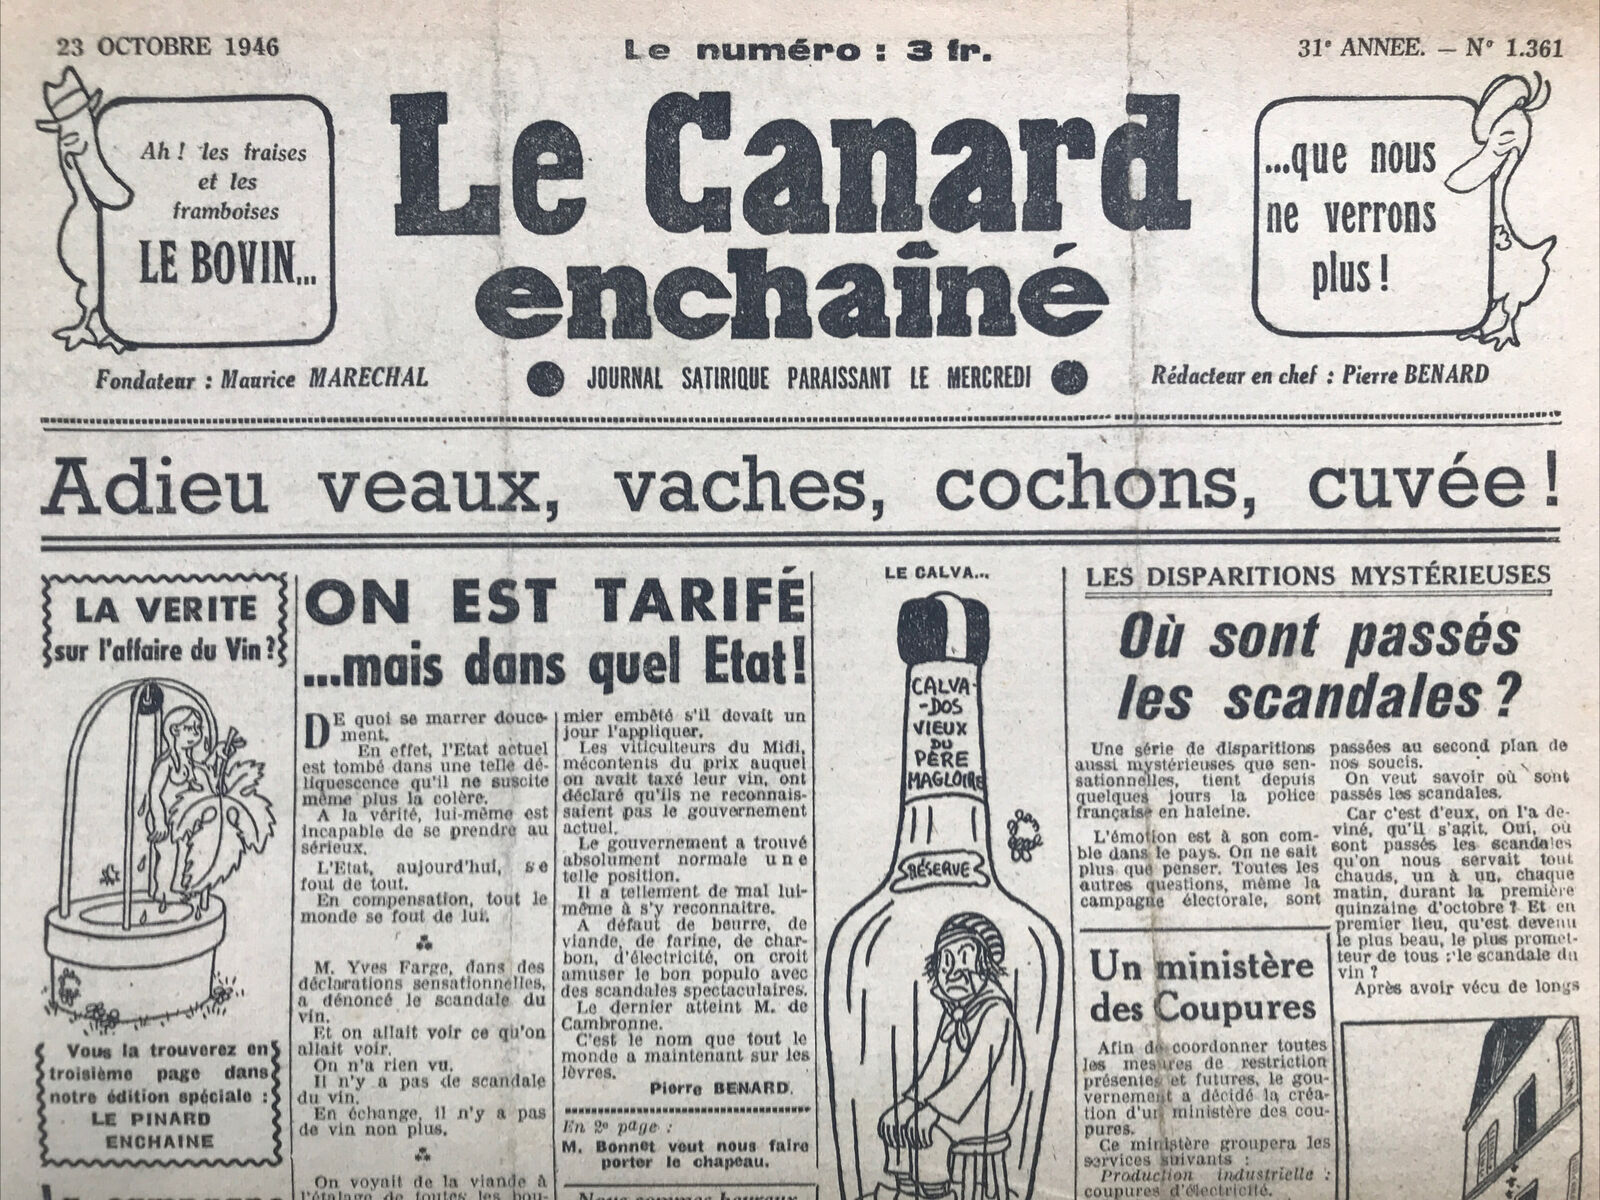 23 OCTOBRE 1946
Le numéro : 3 fr.
31e ANNEE. — N° 1.361
Ah ! les fraises
et les
framboises
LE BOVIN...
Le Canard
enchaîné
...que nous
ne verrons
plus !
Fondateur : Maurice MARECHAL
JOURNAL SATIRIQUE PARAISSANT LE MERCREDI
Rédacteur en chef : Pierre BENARD
Adieu veaux, vaches, cochons, cuvée !
LA VERITE
sur l'affaire du Vin ?
Vous la trouverez en
troisième page dans
notre édition spéciale :
LE PINARD
ENCHAINE
ON EST TARIFÉ
...mais dans quel Etat !
DE quoi se marrer douce-
ment.
En effet, l'Etat actuel
est tombé dans une telle dé-
liquescence qu'il ne suscite
même plus la colère.
A la vérité, lui-même est
incapable de se prendre au
sérieux.
L'Etat, aujourd'hui, se
fout de tout.
En compensation, tout le
monde se fout de lui.
M. Yves Farge, dans des
déclarations sensationnelles,
a dénoncé le scandale du
vin.
Et on allait voir ce qu'on
allait voir.
On n'a rien vu.
Il n'y a pas de scandale
du vin.
En échange, il n'y a pas
de vin non plus.
On voyait de la viande à
l'étalage de toutes les bou-
mier embêté s'il devait un
jour l'appliquer.
Les viticulteurs du Midi,
mécontents du prix auquel
on avait taxé leur vin, ont
déclaré qu'ils ne reconnais-
saient pas le gouvernement
actuel.
Le gouvernement a trouvé
absolument normale une
telle position.
Il a tellement de mal lui-
même à s'y reconnaître.
A défaut de beurre, de
viande, de farine, de char-
bon, d'électricité, on croit
amuser le bon populo avec
des scandales spectaculaires.
Le dernier atteint M. de
Cambronne.
C'est le nom que tout le
monde a maintenant sur les
lèvres.
Pierre BENARD.
En 2e page :
M. Bonnet veut nous faire
porter le chapeau.
LE CALVA...
CALVA-
-DOS
VIEUX
DU
PÈRE
MAGLOIRE
RÉSERVE
LES DISPARITIONS MYSTÉRIEUSES
Où sont passés
les scandales ?
Une série de disparitions
aussi mystérieuses que sen-
sationnelles, tient depuis
quelques jours la police
française en haleine.
L'émotion est à son com-
ble dans le pays. On ne sait
plus que penser. Toutes les
autres questions, même la
campagne électorale, sont
passées au second plan de
nos soucis.
On veut savoir où sont
passés les scandales.
Car c'est d'eux, on l'a de-
viné, qu'il s'agit. Oui, où
sont passés les scandales
qu'on nous servait tout
chauds, un à un, chaque
matin, durant la première
quinzaine d'octobre ? Et en
premier lieu, qu'est devenu
le plus beau, le plus promet-
teur de tous : le scandale du
vin ?
Après avoir vécu de longs
Un ministère
des Coupures
Afin de coordonner toutes
les mesures de restriction
présentes et futures, le gou-
vernement a décidé la créa-
tion d'un ministère des cou-
pures.
Ce ministère groupera les
services suivants :
Production industrielle :
coupures d'électricité.